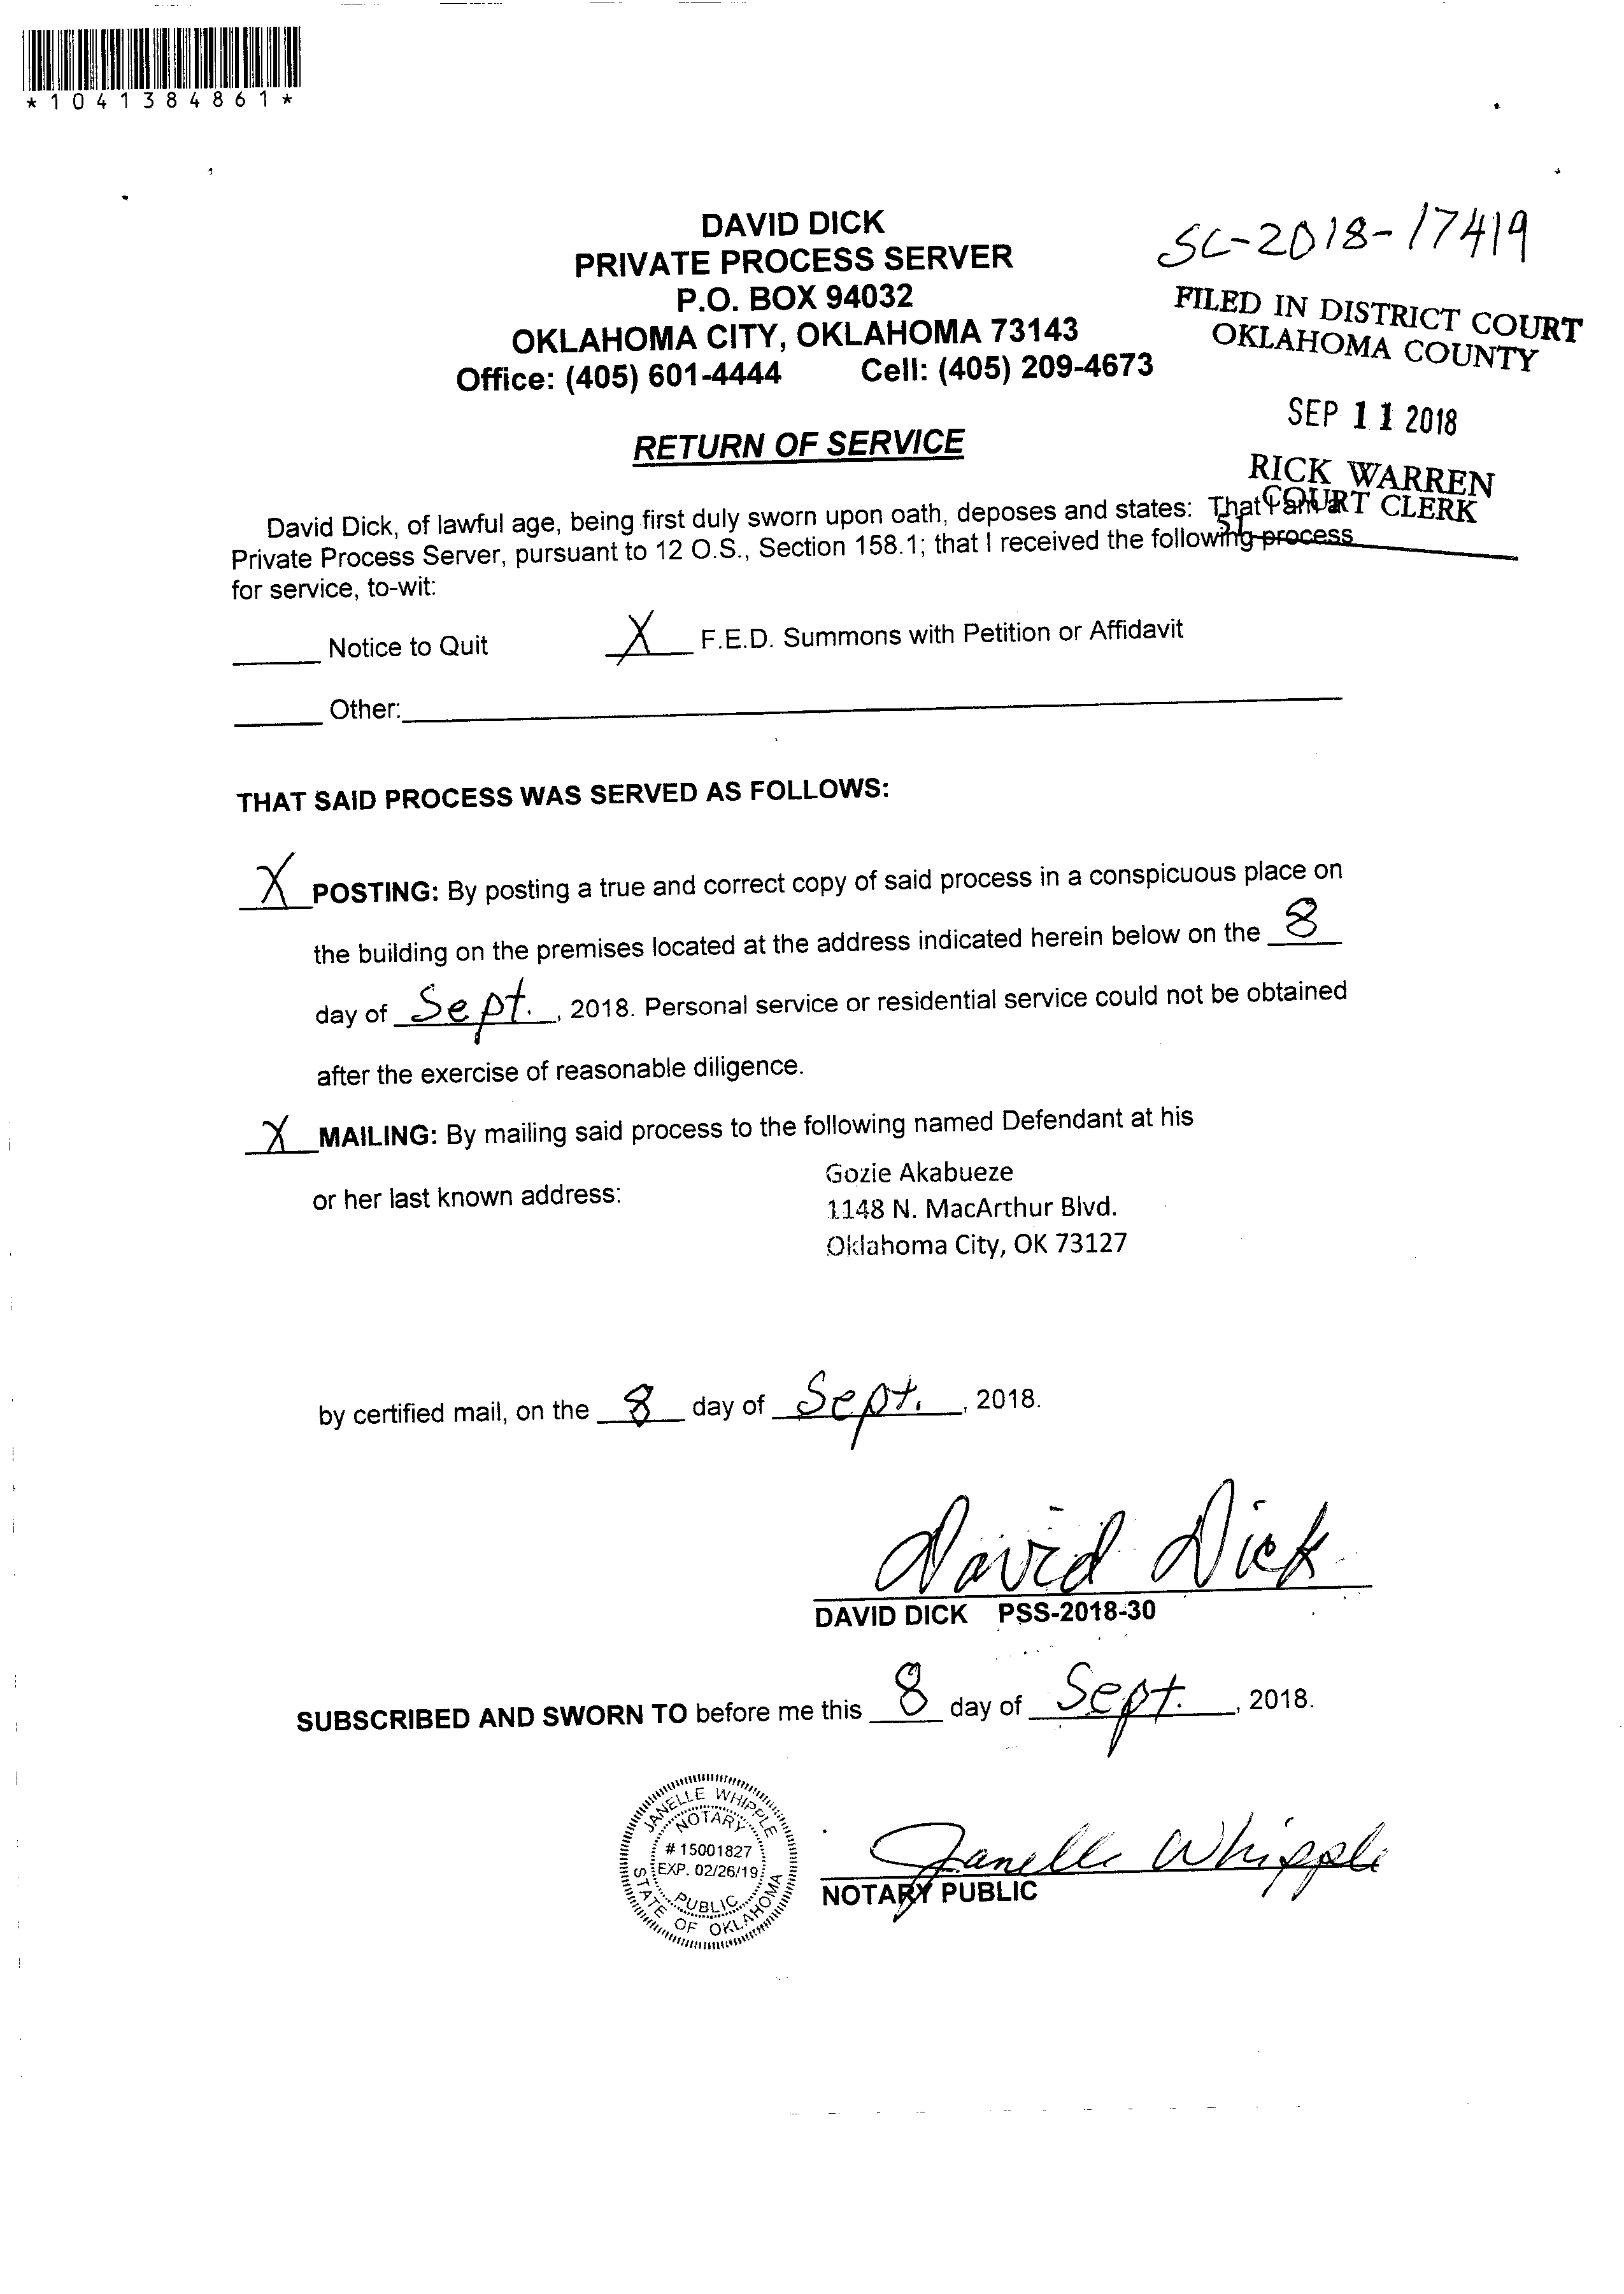 *1041384861*
DAVID DICK
PRIVATE PROCESS SERVER
P.O. BOX 94032
OKLAHOMA CITY, OKLAHOMA 73143
Office: (405) 601-4444 Cell: (405) 209-4673
SC-2018-17419
FILED IN DISTRICT COURT
OKLAHOMA COUNTY
SEP 11 2018
RICK WARREN
COURT CLERK
51
RETURN OF SERVICE
David Dick, of lawful age, being first duly sworn upon oath, deposes and states: That I am a
Private Process Server, pursuant to 12 O.S., Section 158.1; that I received the following process
for service, to-wit:
Notice to Quit X F.E.D. Summons with Petition or Affidavit
Other:
THAT SAID PROCESS WAS SERVED AS FOLLOWS:
X POSTING: By posting a true and correct copy of said process in a conspicuous place on
the building on the premises located at the address indicated herein below on the 8
day of Sept., 2018. Personal service or residential service could not be obtained
after the exercise of reasonable diligence.
X MAILING: By mailing said process to the following named Defendant at his
or her last known address:
Gozie Akabueze
1148 N. MacArthur Blvd.
Oklahoma City, OK 73127
by certified mail, on the 8 day of Sept., 2018.
David Dick
DAVID DICK PSS-2018-30
SUBSCRIBED AND SWORN TO before me this 8 day of Sept., 2018.
JANELLE WHIPPLE
NOTARY
# 15001827
EXP. 02/26/19
PUBLIC
STATE OF OKLAHOMA
Janelle Whipple
NOTARY PUBLIC